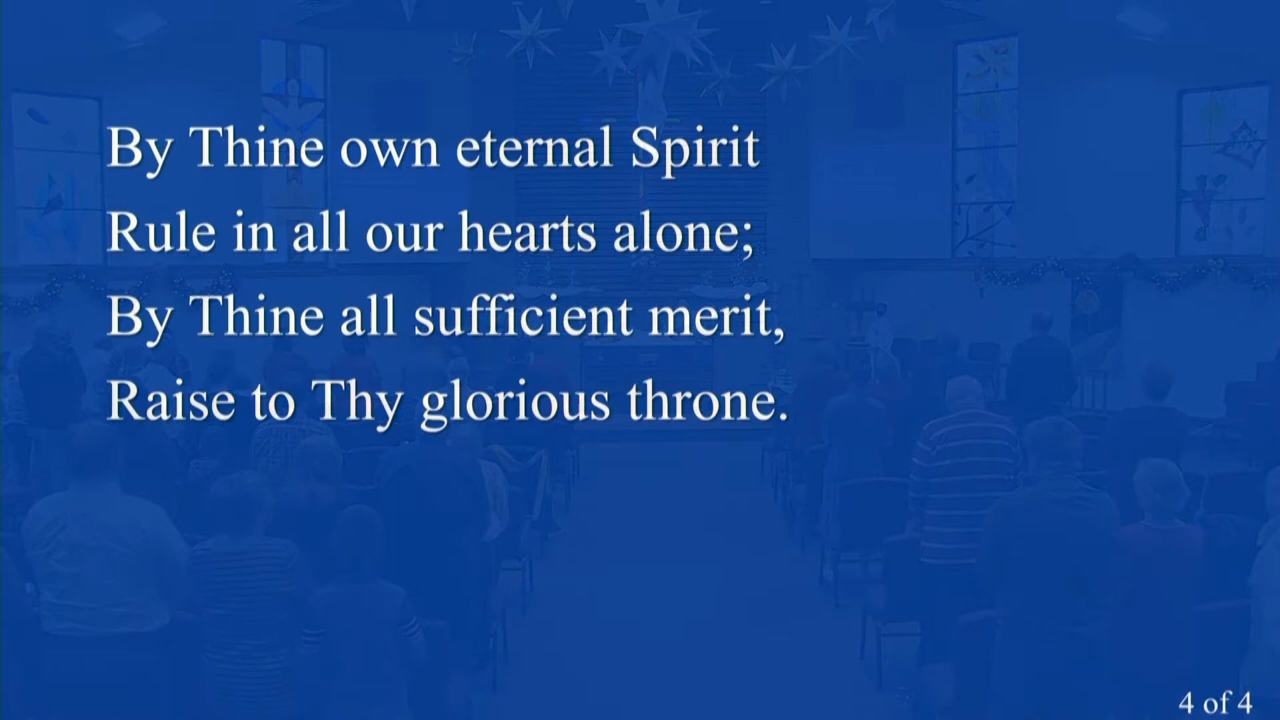 By Thine own eternal Spirit
Rule in all our hearts alone;
By Thine all sufficient merit,
Raise to Thy glorious throne.
4 of 4